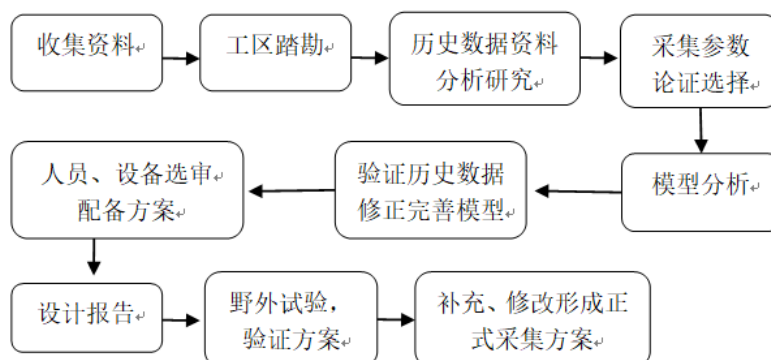 收集资料
工区踏勘
历史数据资料
分析研究
采集参数
论证选择
模型分析
验证历史数据
修正完善模型
人员、设备选审
配备方案
设计报告
野外试验，
验证方案
补充、修改形成正
式采集方案